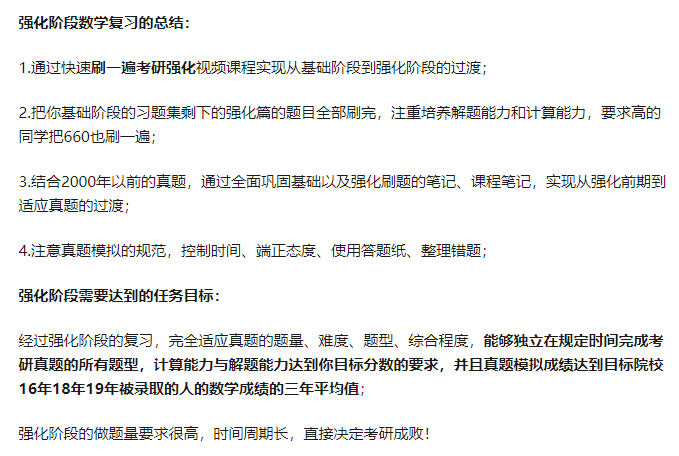 强化阶段数学复习的总结：
1.通过快速刷一遍考研强化视频课程实现从基础阶段到强化阶段的过渡；
2.把你基础阶段的习题集剩下的强化篇的题目全部刷完，注重培养解题能力和计算能力，要求高的
同学把660也刷一遍；
3.结合2000年以前的真题，通过全面巩固基础以及强化刷题的笔记、课程笔记，实现从强化前期到
适应真题的过渡；
4.注意真题模拟的规范，控制时间、端正态度、使用答题纸、整理错题；
强化阶段需要达到的任务目标：
经过强化阶段的复习，完全适应真题的题量、难度、题型、综合程度，能够独立在规定时间完成考
研真题的所有题型，计算能力与解题能力达到你目标分数的要求，并且真题模拟成绩达到目标院校
16年18年19年被录取的人的数学成绩的三年平均值；
强化阶段的做题量要求很高，时间周期长，直接决定考研成败！